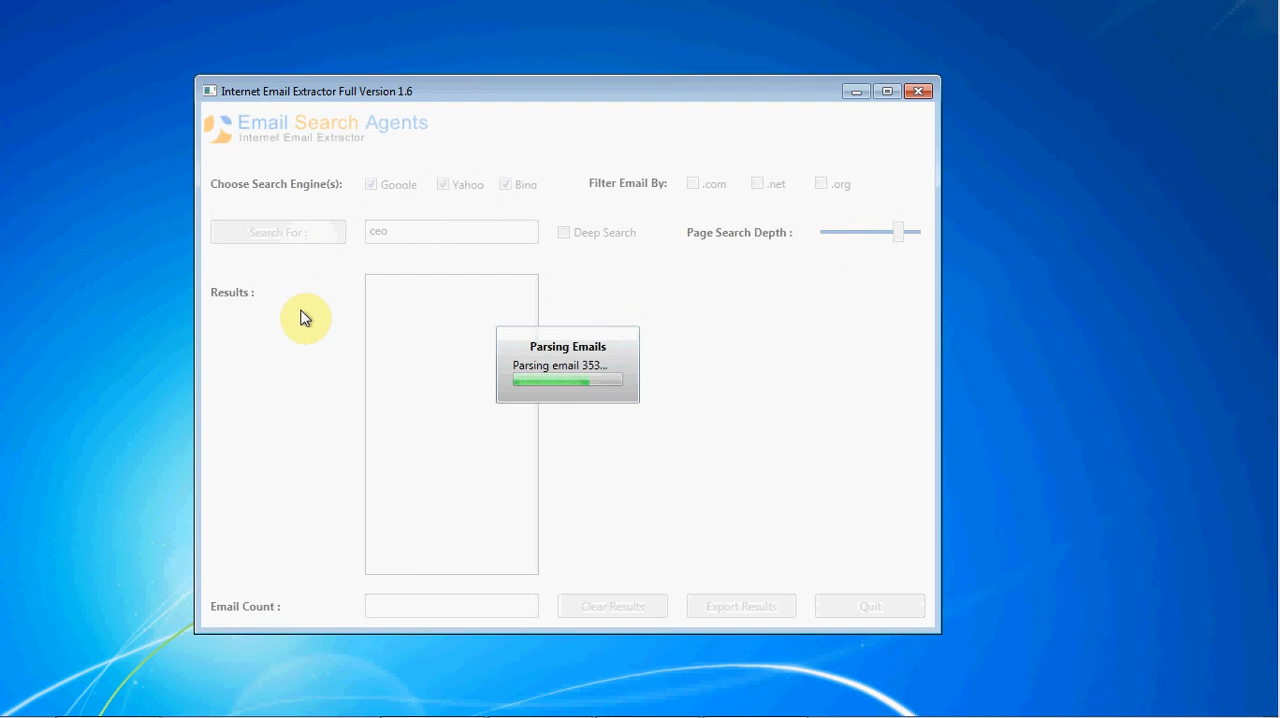 Internet Email Extractor Full Version 1.6
Email Search Agents
Internet Email Extractor
Choose Search Engine(s): Google Yahoo Bing Filter Email By: .com .net .org
Search For : ceo Deep Search Page Search Depth :
Results :
Parsing Emails
Parsing email 353...
Email Count : Clear Results Export Results Quit